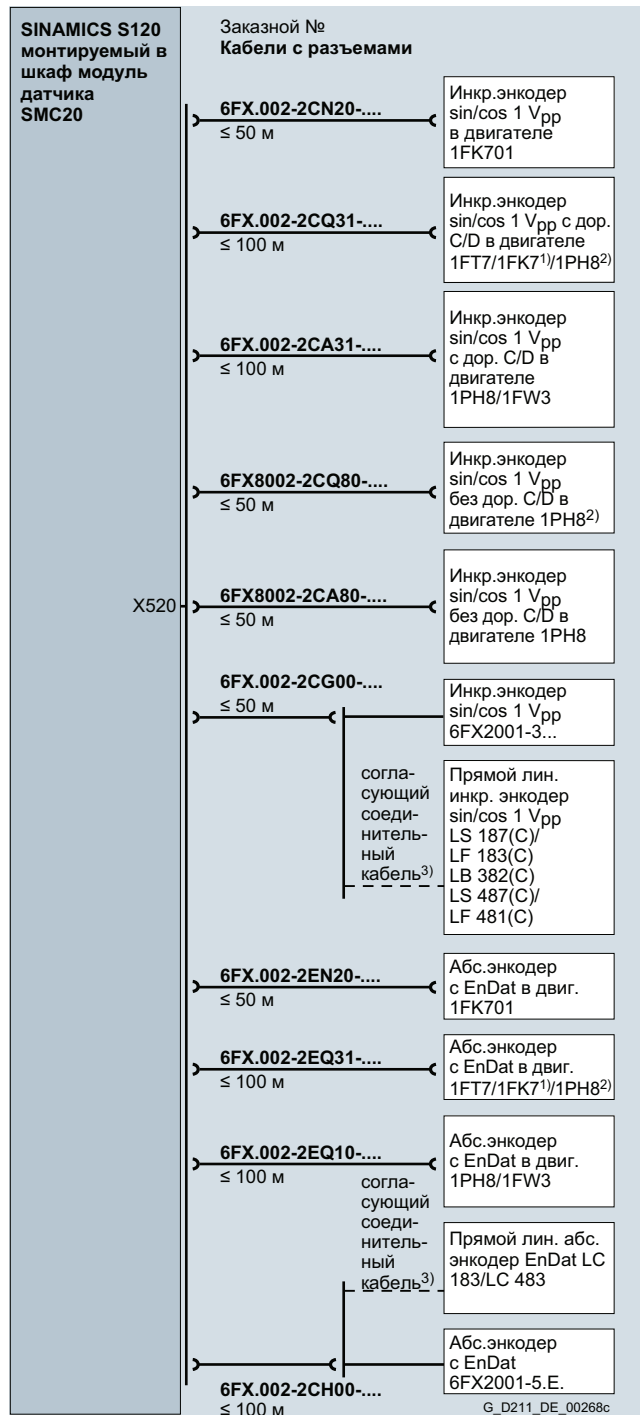 SINAMICS S120
монтируемый в
шкаф модуль
датчика
SMC20
Заказной №
Кабели с разъемами
6FX.002-2CN20-....
≤ 50 м
Инкр.энкодер
sin/cos 1 Vpp
в двигателе
1FK701
6FX.002-2CQ31-....
≤ 100 м
Инкр.энкодер
sin/cos 1 Vpp с дор.
C/D в двигателе
1FT7/1FK7¹⁾/1PH8²⁾
6FX.002-2CA31-....
≤ 100 м
Инкр.энкодер
sin/cos 1 Vpp
с дор. C/D в
двигателе
1PH8/1FW3
6FX8002-2CQ80-....
≤ 50 м
Инкр.энкодер
sin/cos 1 Vpp
без дор. C/D в
двигателе 1PH8²⁾
X520
6FX8002-2CA80-....
≤ 50 м
Инкр.энкодер
sin/cos 1 Vpp
без дор. C/D в
двигателе 1PH8
6FX.002-2CG00-....
≤ 50 м
Инкр.энкодер
sin/cos 1 Vpp
6FX2001-3...
согла-
сующий
соеди-
нитель-
ный
кабель³⁾
Прямой лин.
инкр. энкодер
sin/cos 1 Vpp
LS 187(C)/
LF 183(C)
LB 382(C)
LS 487(C)/
LF 481(C)
6FX.002-2EN20-....
≤ 50 м
Абс.энкодер
с EnDat в двиг.
1FK701
6FX.002-2EQ31-....
≤ 100 м
Абс.энкодер
с EnDat в двиг.
1FT7/1FK7¹⁾/1PH8²⁾
6FX.002-2EQ10-....
≤ 100 м
Абс.энкодер
с EnDat в двиг.
1PH8/1FW3
согла-
сующий
соеди-
нитель-
ный
кабель³⁾
Прямой лин. абс.
энкодер EnDat LC
183/LC 483
6FX.002-2CH00-....
≤ 100 м
Абс.энкодер
с EnDat
6FX2001-5.E.
G_D211_DE_00268c